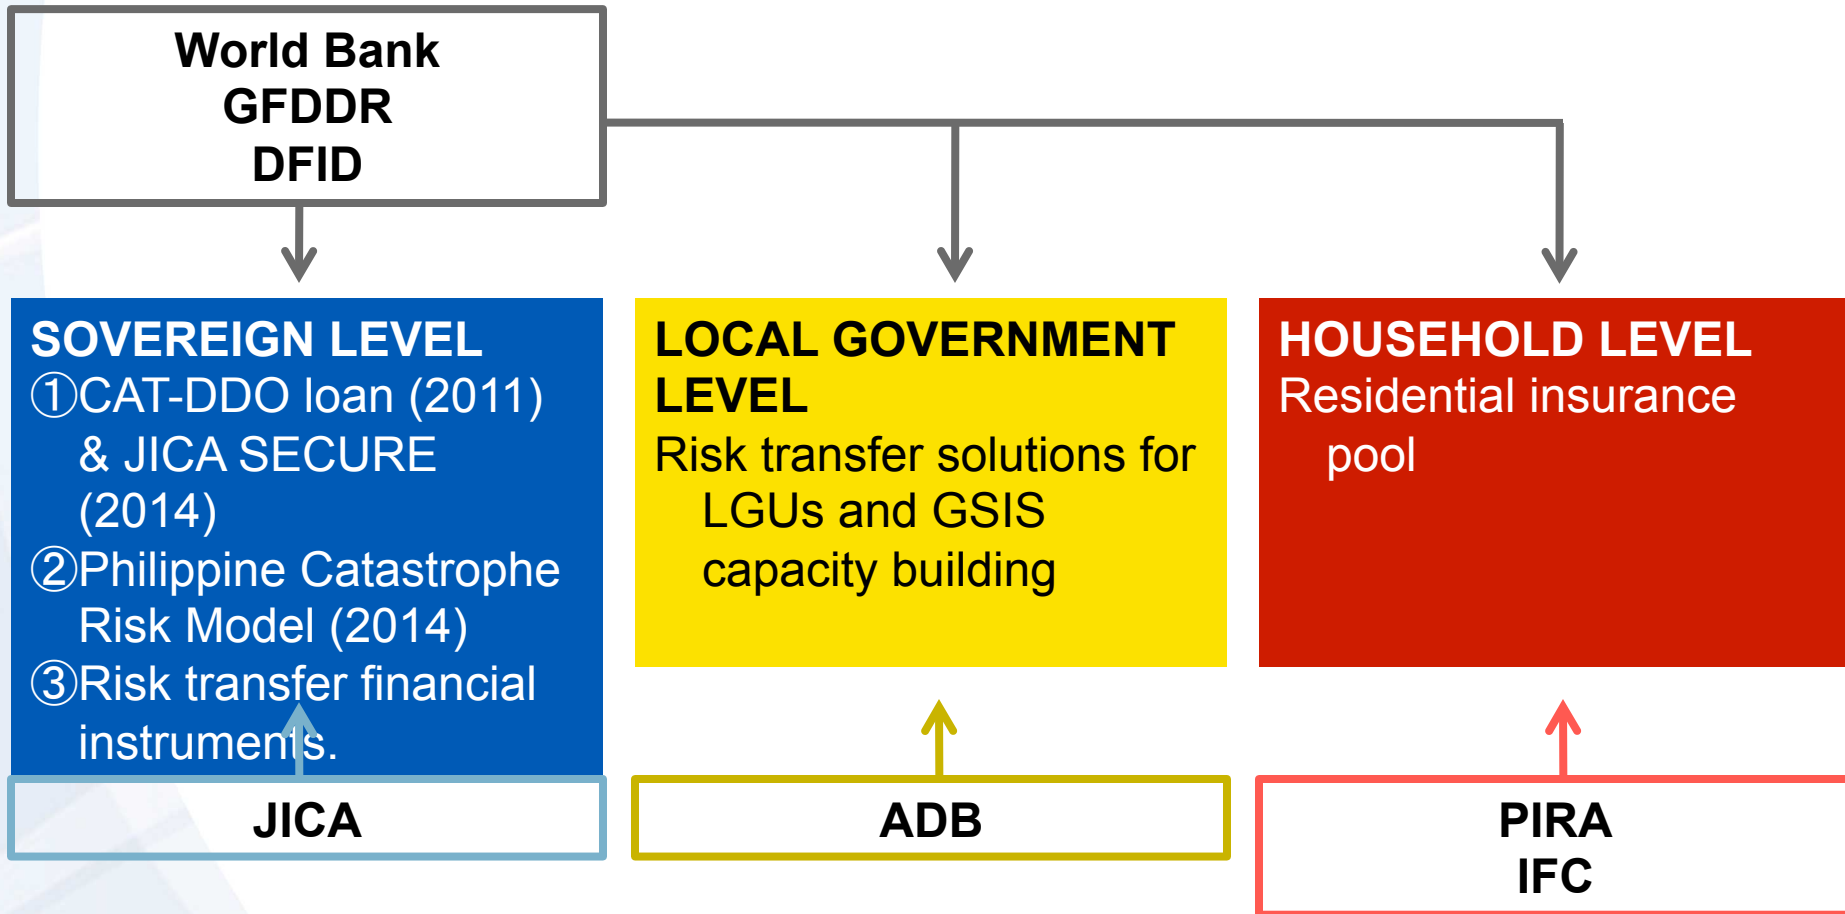 World Bank
GFDDR
DFID
SOVEREIGN LEVEL
①CAT-DDO loan (2011)
& JICA SECURE
(2014)
②Philippine Catastrophe
Risk Model (2014)
③Risk transfer financial
instruments.
LOCAL GOVERNMENT
LEVEL
Risk transfer solutions for
LGUs and GSIS
capacity building
HOUSEHOLD LEVEL
Residential insurance
pool
JICA
ADB
PIRA
IFC